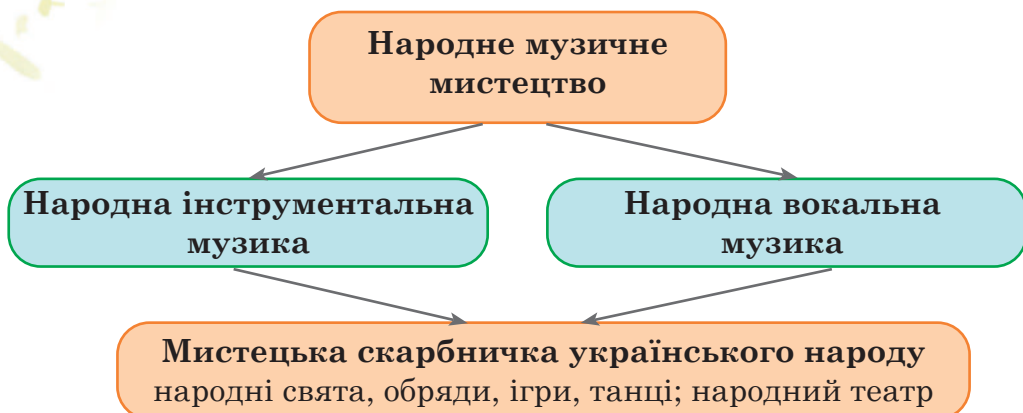 Народне музичне
мистецтво
Народна інструментальна
музика
Народна вокальна
музика
Мистецька скарбничка українського народу
народні свята, обряди, ігри, танці; народний театр